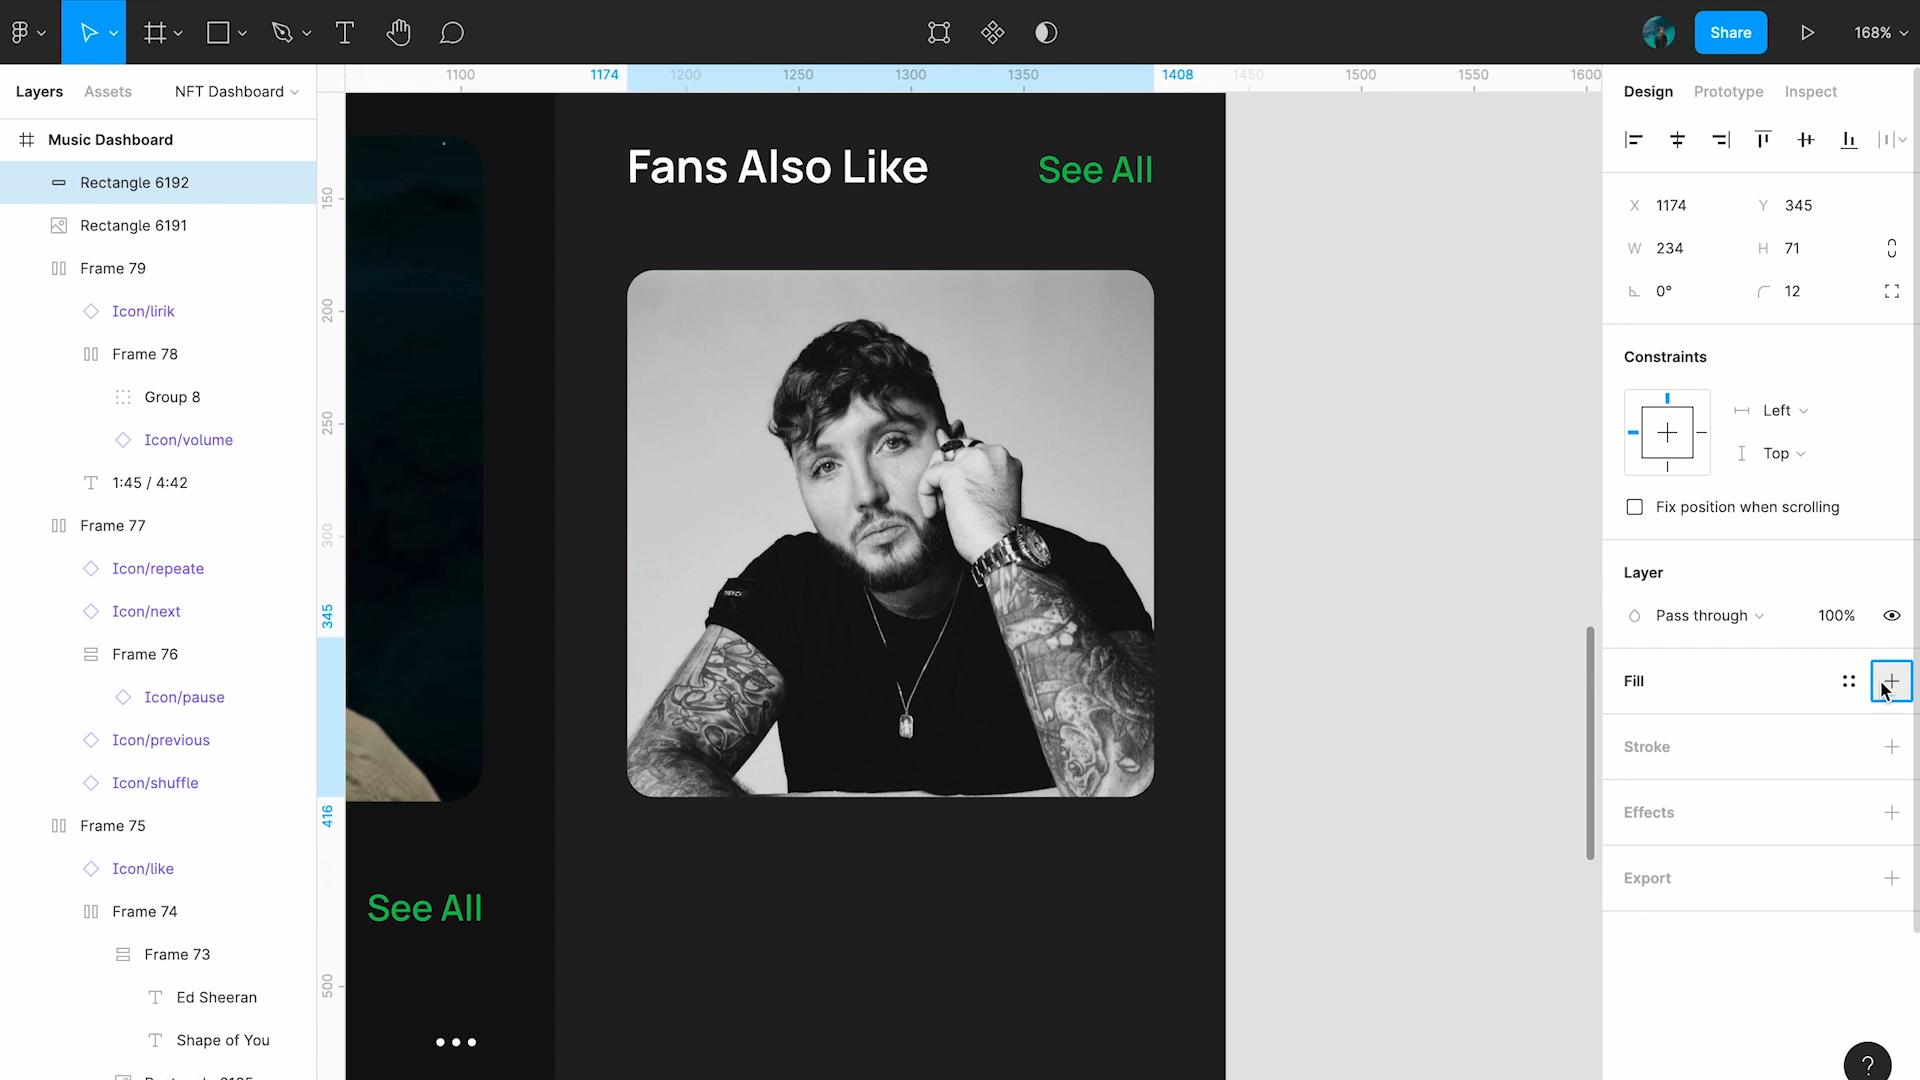 Share
168%
Layers
Assets
NFT Dashboard
1100
1174
1200
1250
1300
1350
1408
1450
1500
1550
1600
Design
Prototype
Inspect
Music Dashboard
Rectangle 6192
Rectangle 6191
Frame 79
Icon/lirik
Frame 78
Group 8
Icon/volume
1:45 / 4:42
Frame 77
Icon/repeate
Icon/next
Frame 76
Icon/pause
Icon/previous
Icon/shuffle
Frame 75
Icon/like
Frame 74
Frame 73
Ed Sheeran
Shape of You
150
200
250
300
345
416
500
Fans Also Like
See All
See All
X 1174
Y 345
W 234
H 71
0°
12
Constraints
Left
Top
Fix position when scrolling
Layer
Pass through
100%
Fill
Stroke
Effects
Export
?